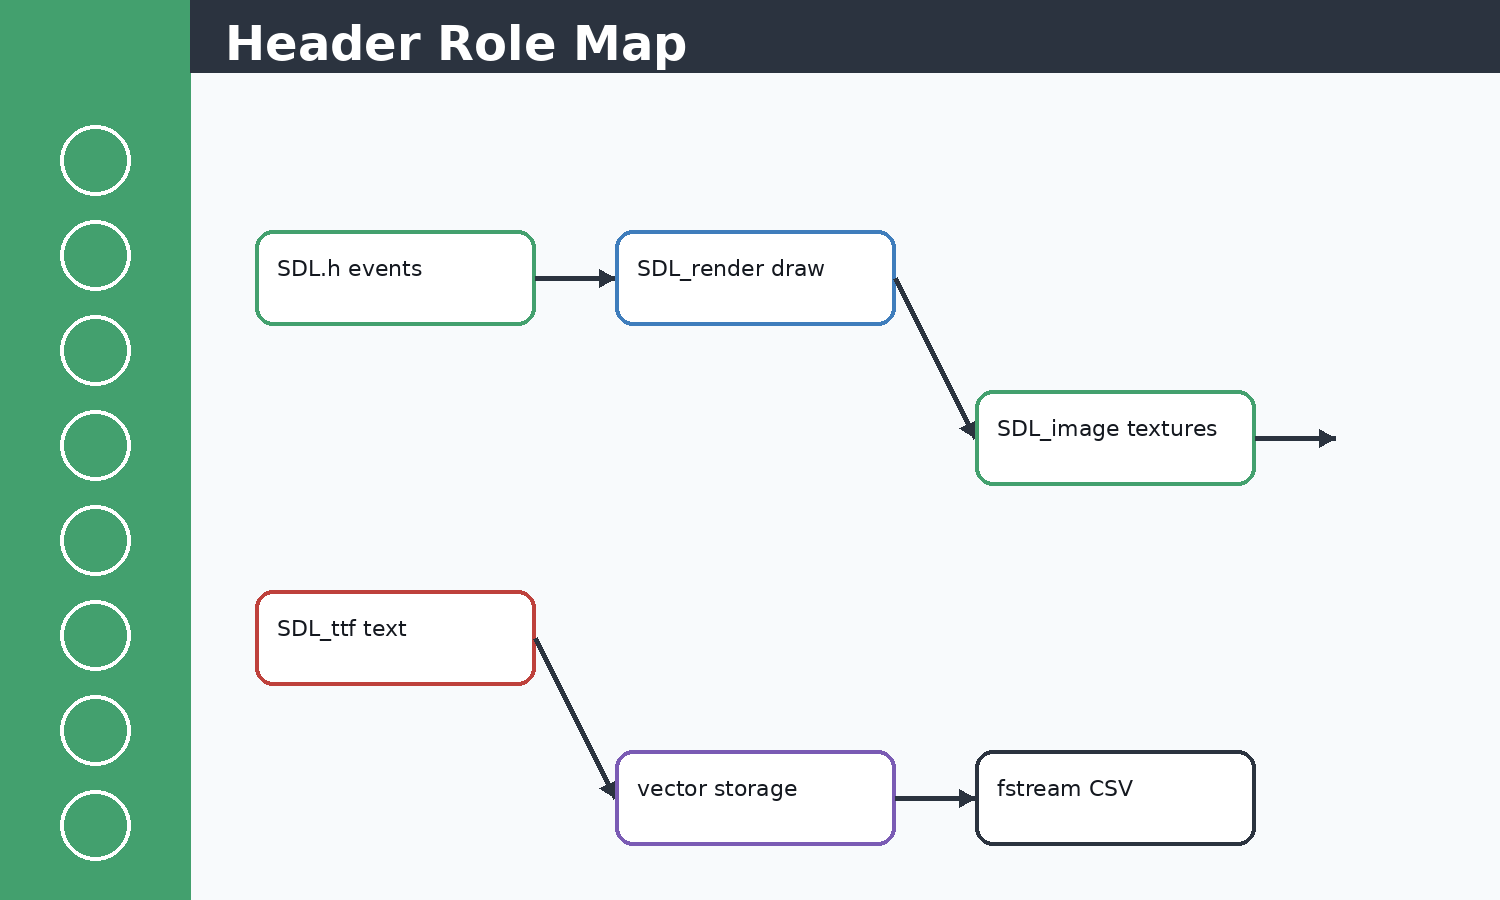 Header Role Map
SDL.h events
SDL_render draw
SDL_image textures
SDL_ttf text
vector storage
fstream CSV